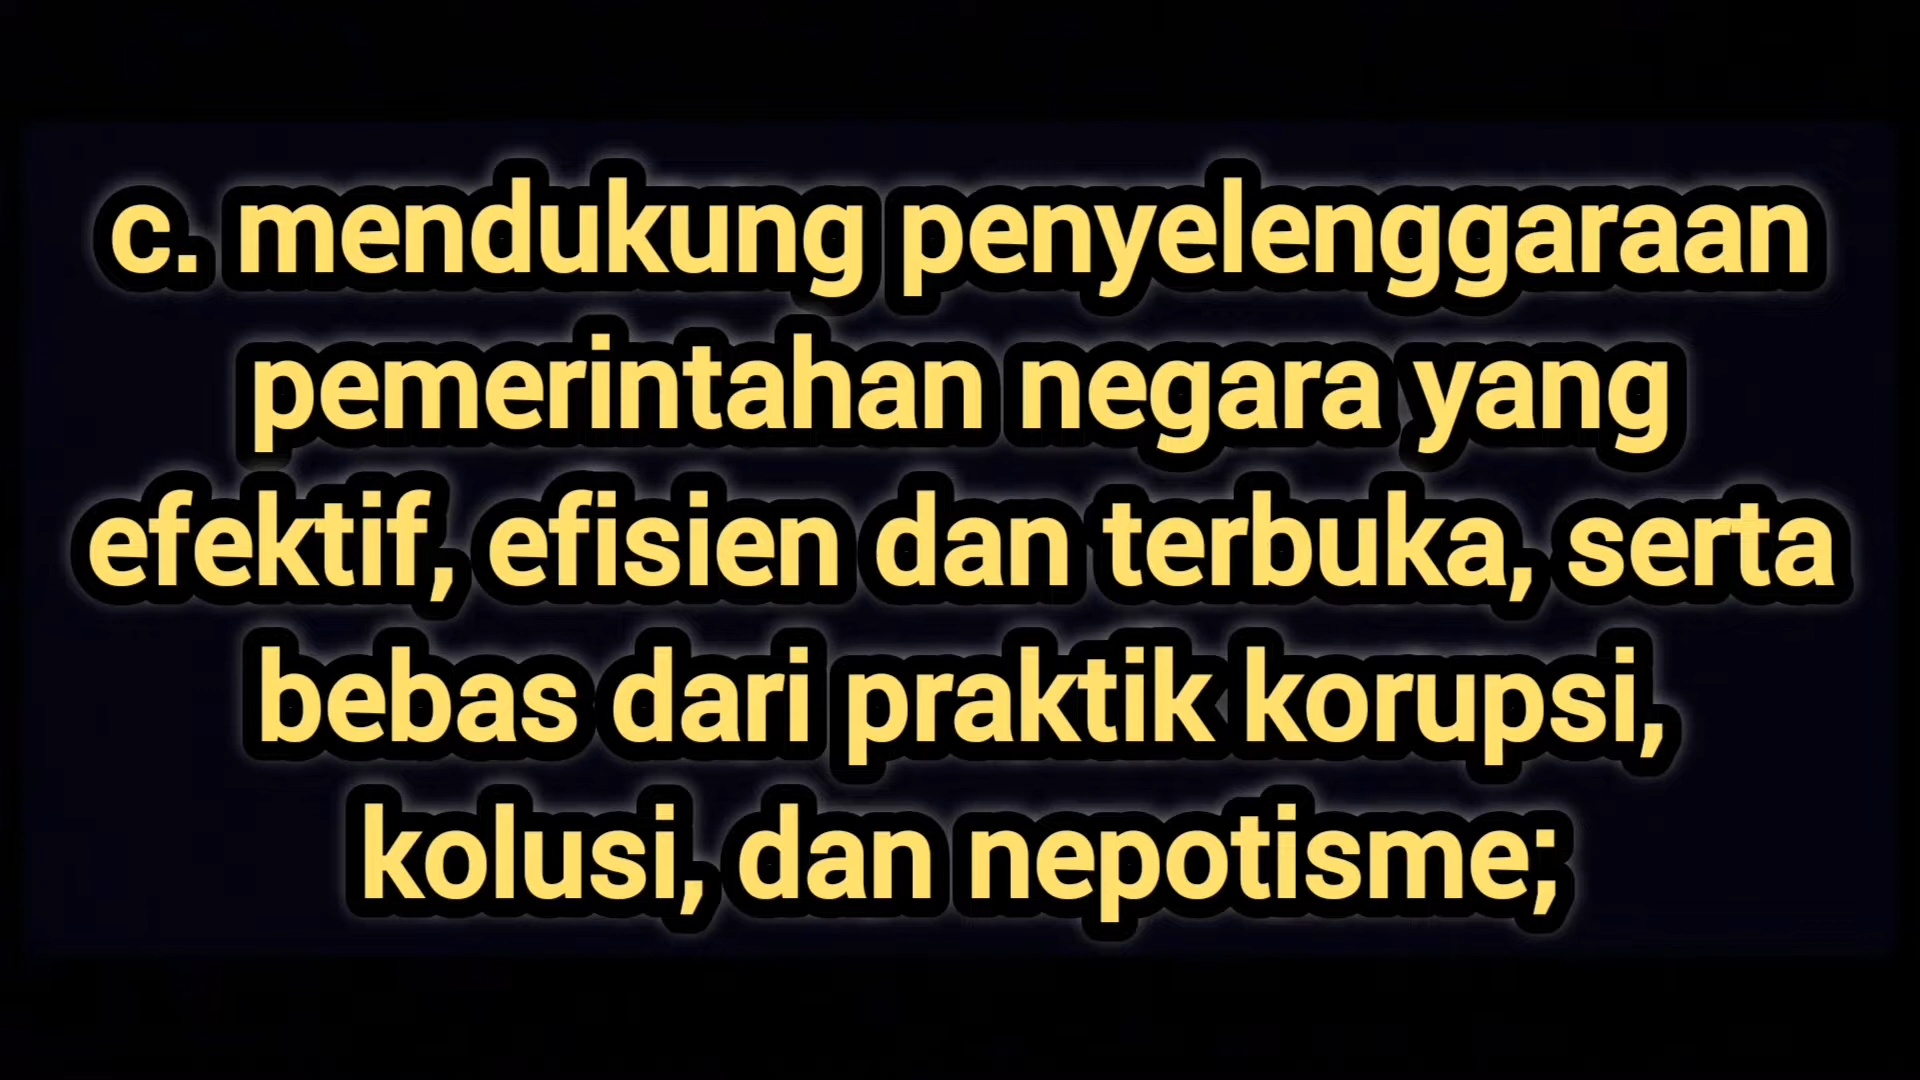 c. mendukung penyelenggaraan
pemerintahan negara yang
efektif, efisien dan terbuka, serta
bebas dari praktik korupsi,
kolusi, dan nepotisme;